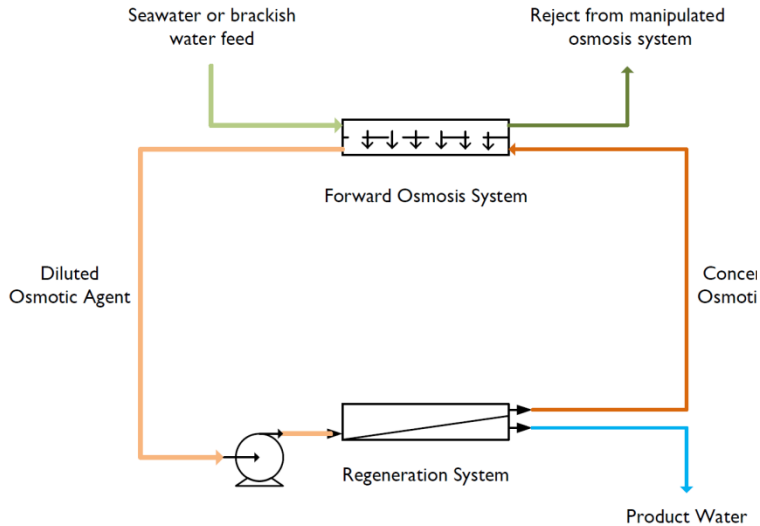 Seawater or brackish
water feed
Reject from manipulated
osmosis system
Forward Osmosis System
Diluted
Osmotic Agent
Regeneration System
Product Water